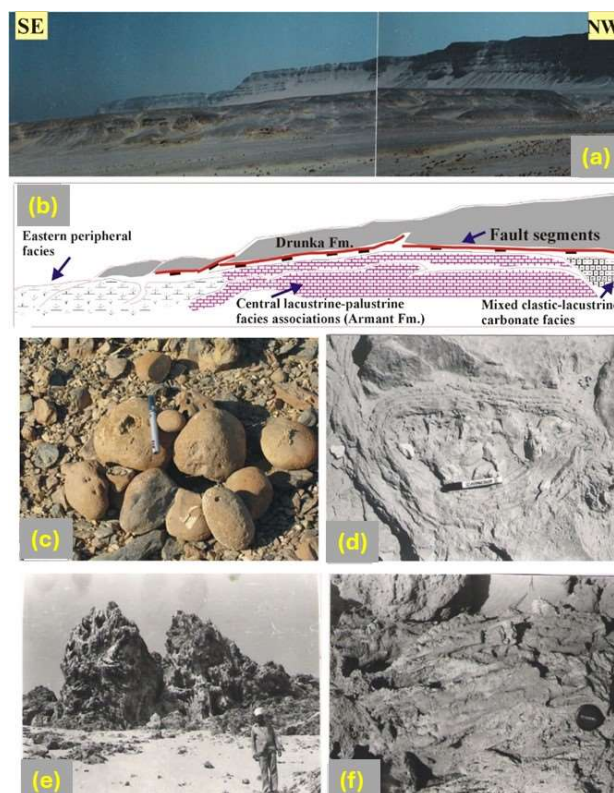 SE
NW
(a)
(b)
Eastern peripheral
facies
Drunka Fm.
Fault segments
Central lacustrine-palustrine
facies associations (Armant Fm.)
Mixed clastic-lacustrine
carbonate facies
(c)
(d)
(e)
(f)